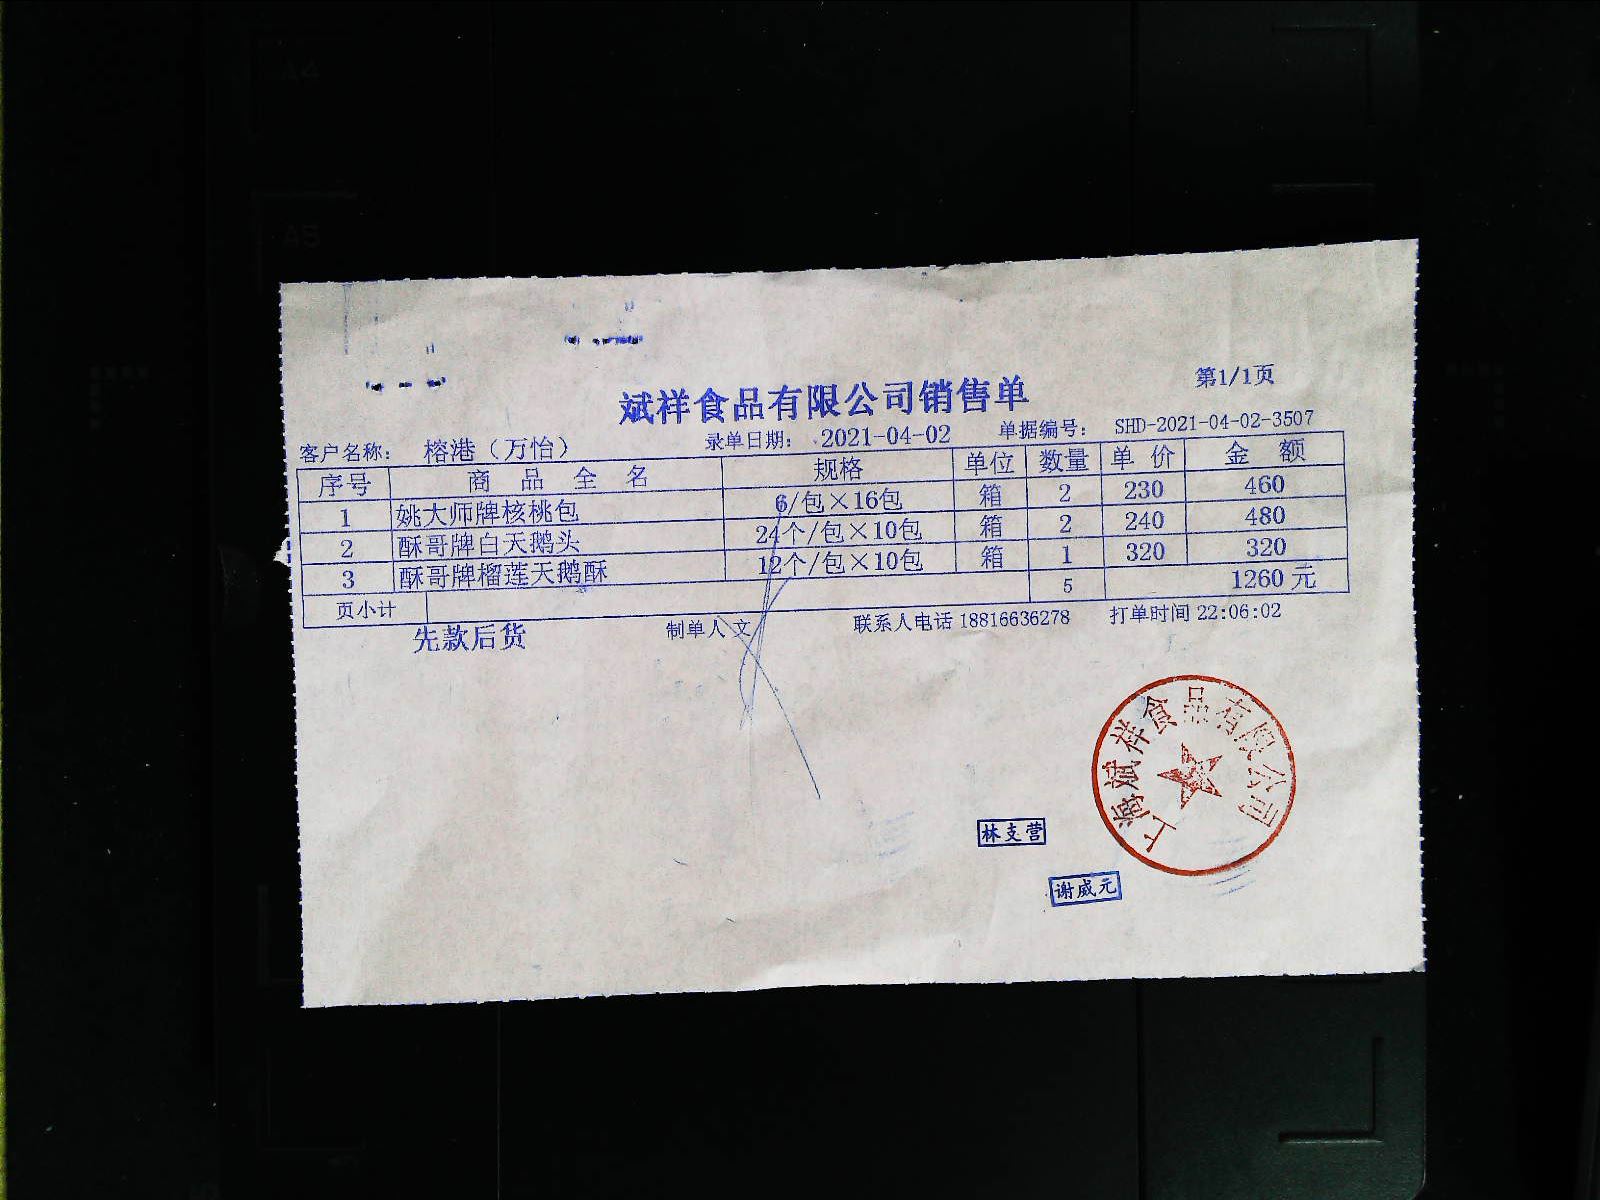 A4
A5
第1/1页
斌祥食品有限公司销售单
客户名称: 榕港（万怡） 录单日期: 2021-04-02 单据编号: SHD-2021-04-02-3507
序号 商品全名 规格 单位 数量 单价 金额
1 姚大师牌核桃包 6/包×16包 箱 2 230 460
2 酥哥牌白天鹅头 24个/包×10包 箱 2 240 480
3 酥哥牌榴莲天鹅酥 12个/包×10包 箱 1 320 320
页小计 5 1260元
先款后货 制单人 文 联系人电话 18816636278 打单时间 22:06:02
上海斌祥食品有限公司
林支营
谢威元